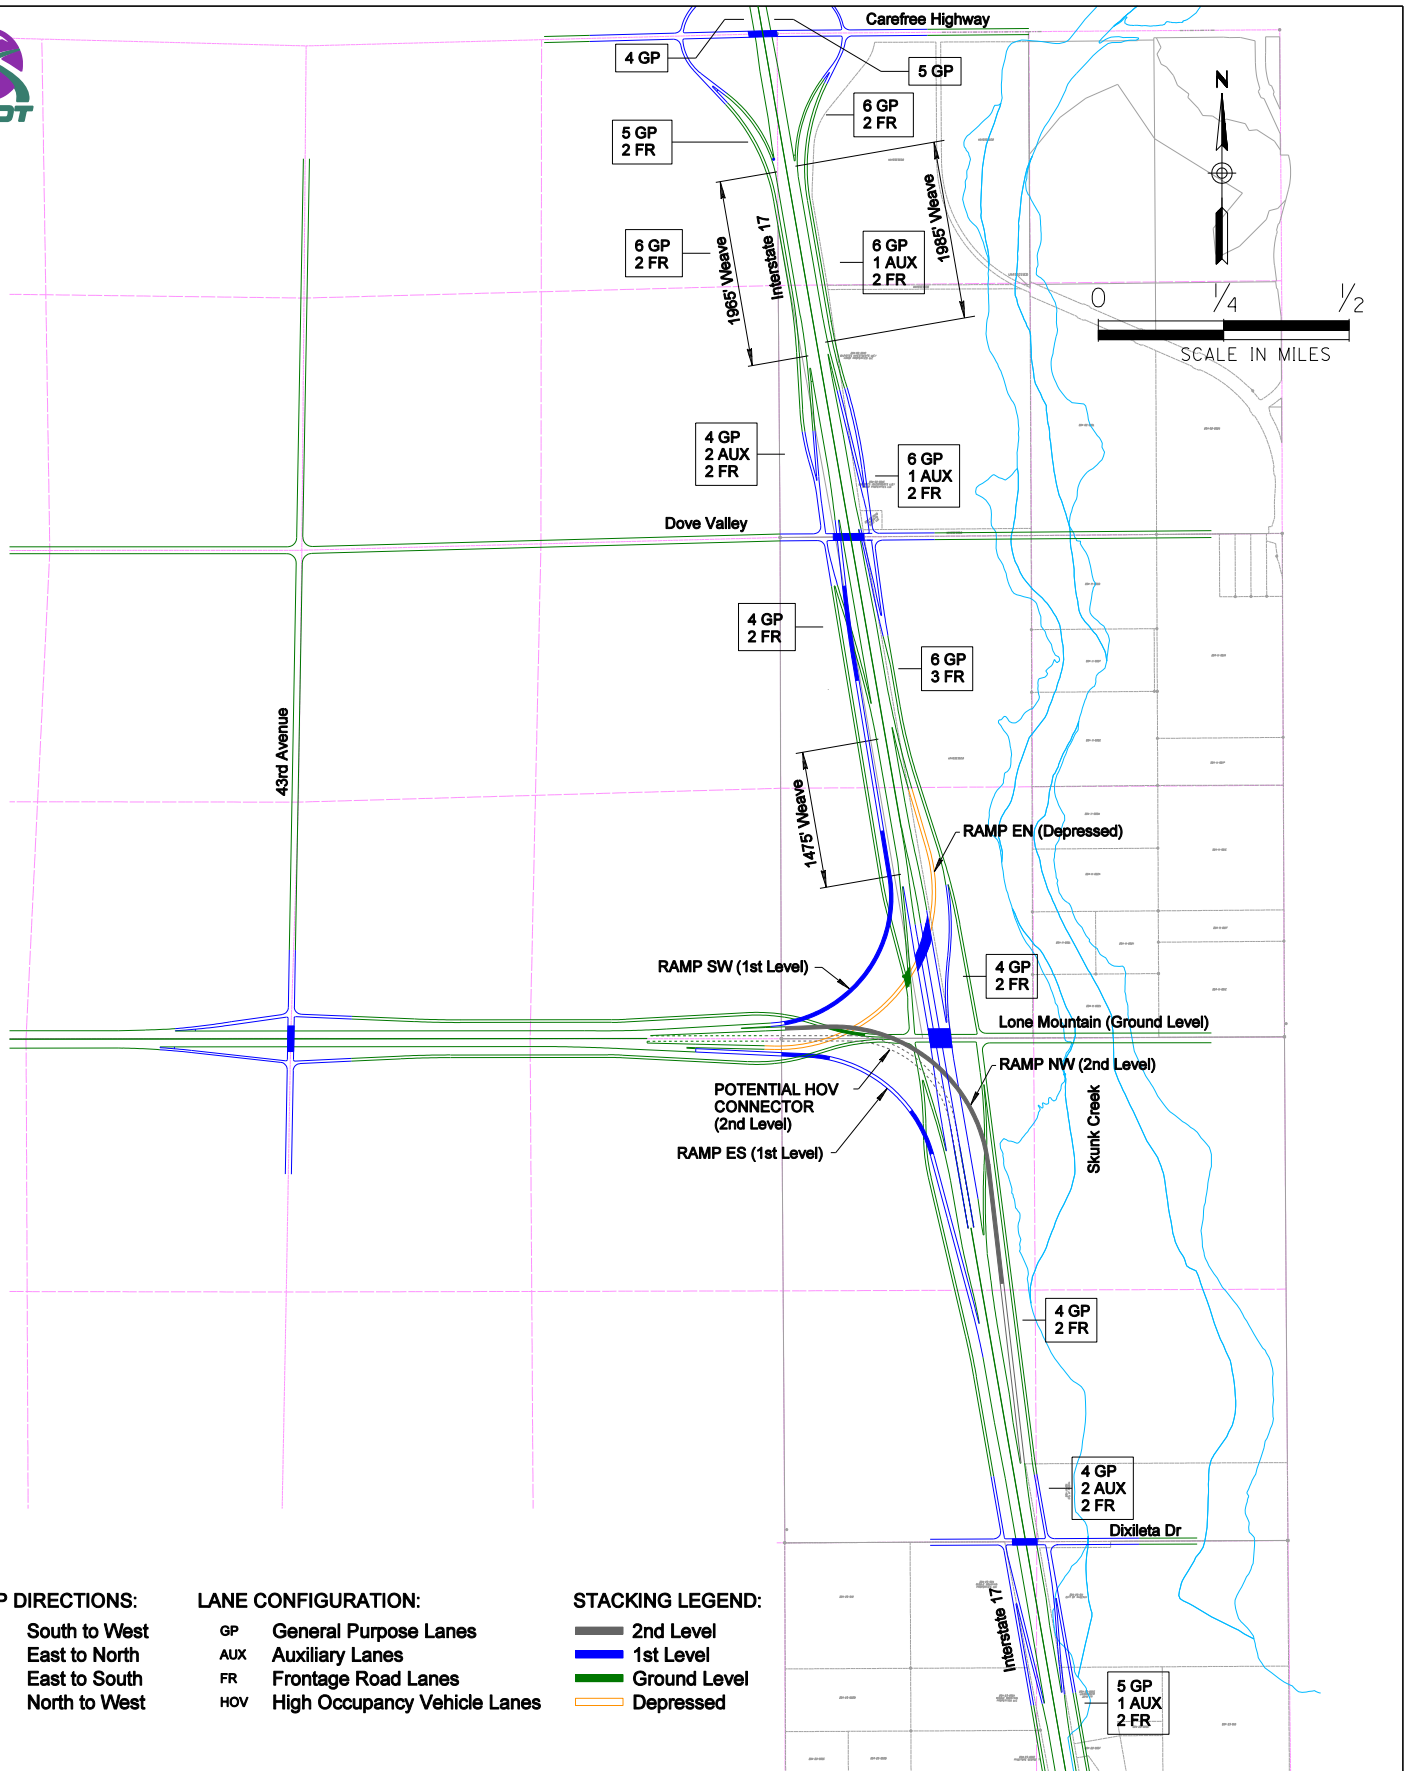 Carefree Highway
4 GP
5 GP
N
6 GP
2 FR
5 GP
2 FR
1985' Weave
1965' Weave
Interstate 17
6 GP
2 FR
6 GP
1 AUX
2 FR
0 1/4 1/2
SCALE IN MILES
4 GP
2 AUX
2 FR
6 GP
1 AUX
2 FR
Dove Valley
4 GP
2 FR
6 GP
3 FR
43rd Avenue
1475' Weave
RAMP EN (Depressed)
RAMP SW (1st Level)
4 GP
2 FR
Lone Mountain (Ground Level)
RAMP NW (2nd Level)
POTENTIAL HOV
CONNECTOR
(2nd Level)
RAMP ES (1st Level)
Skunk Creek
4 GP
2 FR
4 GP
2 AUX
2 FR
Dixileta Dr
Interstate 17
5 GP
1 AUX
2 FR
P DIRECTIONS:
South to West
East to North
East to South
North to West
LANE CONFIGURATION:
GP General Purpose Lanes
AUX Auxiliary Lanes
FR Frontage Road Lanes
HOV High Occupancy Vehicle Lanes
STACKING LEGEND:
2nd Level
1st Level
Ground Level
Depressed